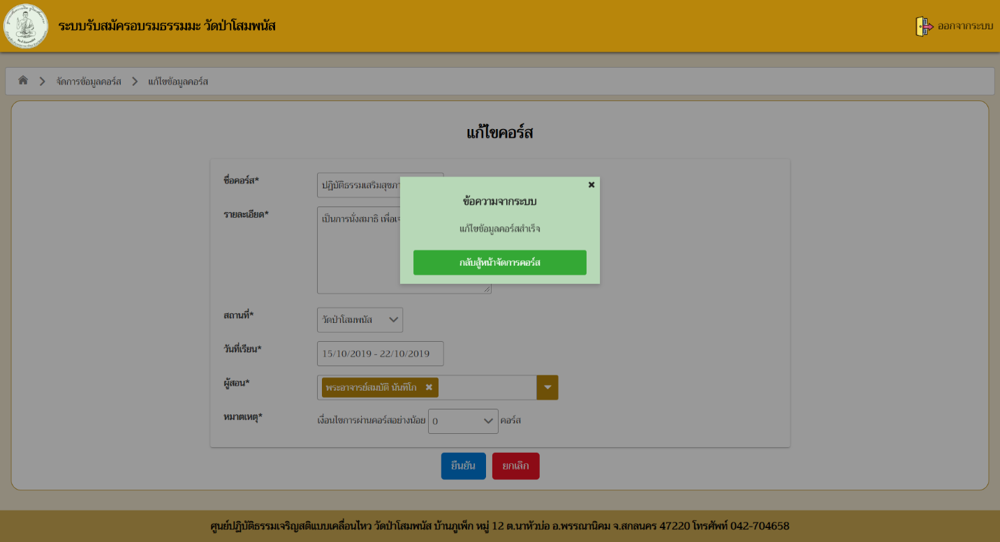 ระบบรับสมัครอบรมธรรมมะ วัดป่าโสมพนัส
ออกจากระบบ
จัดการข้อมูลคอร์ส
แก้ไขข้อมูลคอร์ส
แก้ไขคอร์ส
ชื่อคอร์ส*
ปฏิบัติธรรมเสริมสุขภา
รายละเอียด*
เป็นการนั่งสมาธิ เพื่อเจ
ข้อความจากระบบ
แก้ไขข้อมูลคอร์สสำเร็จ
กลับสู่หน้าจัดการคอร์ส
สถานที่*
วัดป่าโสมพนัส
วันที่เรียน*
15/10/2019 - 22/10/2019
ผู้สอน*
พระอาจารย์สมบัติ นันทิโก
หมาตเหตุ*
เงื่อนไขการผ่านคอร์สอย่างน้อย 0 คอร์ส
ยืนยัน ยกเลิก
ศูนย์ปฏิบัติธรรมเจริญสติแบบเคลื่อนไหว วัดป่าโสมพนัส บ้านภูเพ็ก หมู่ 12 ต.นาหัวบ่อ อ.พรรณานิคม จ.สกลนคร 47220 โทรศัพท์ 042-704658